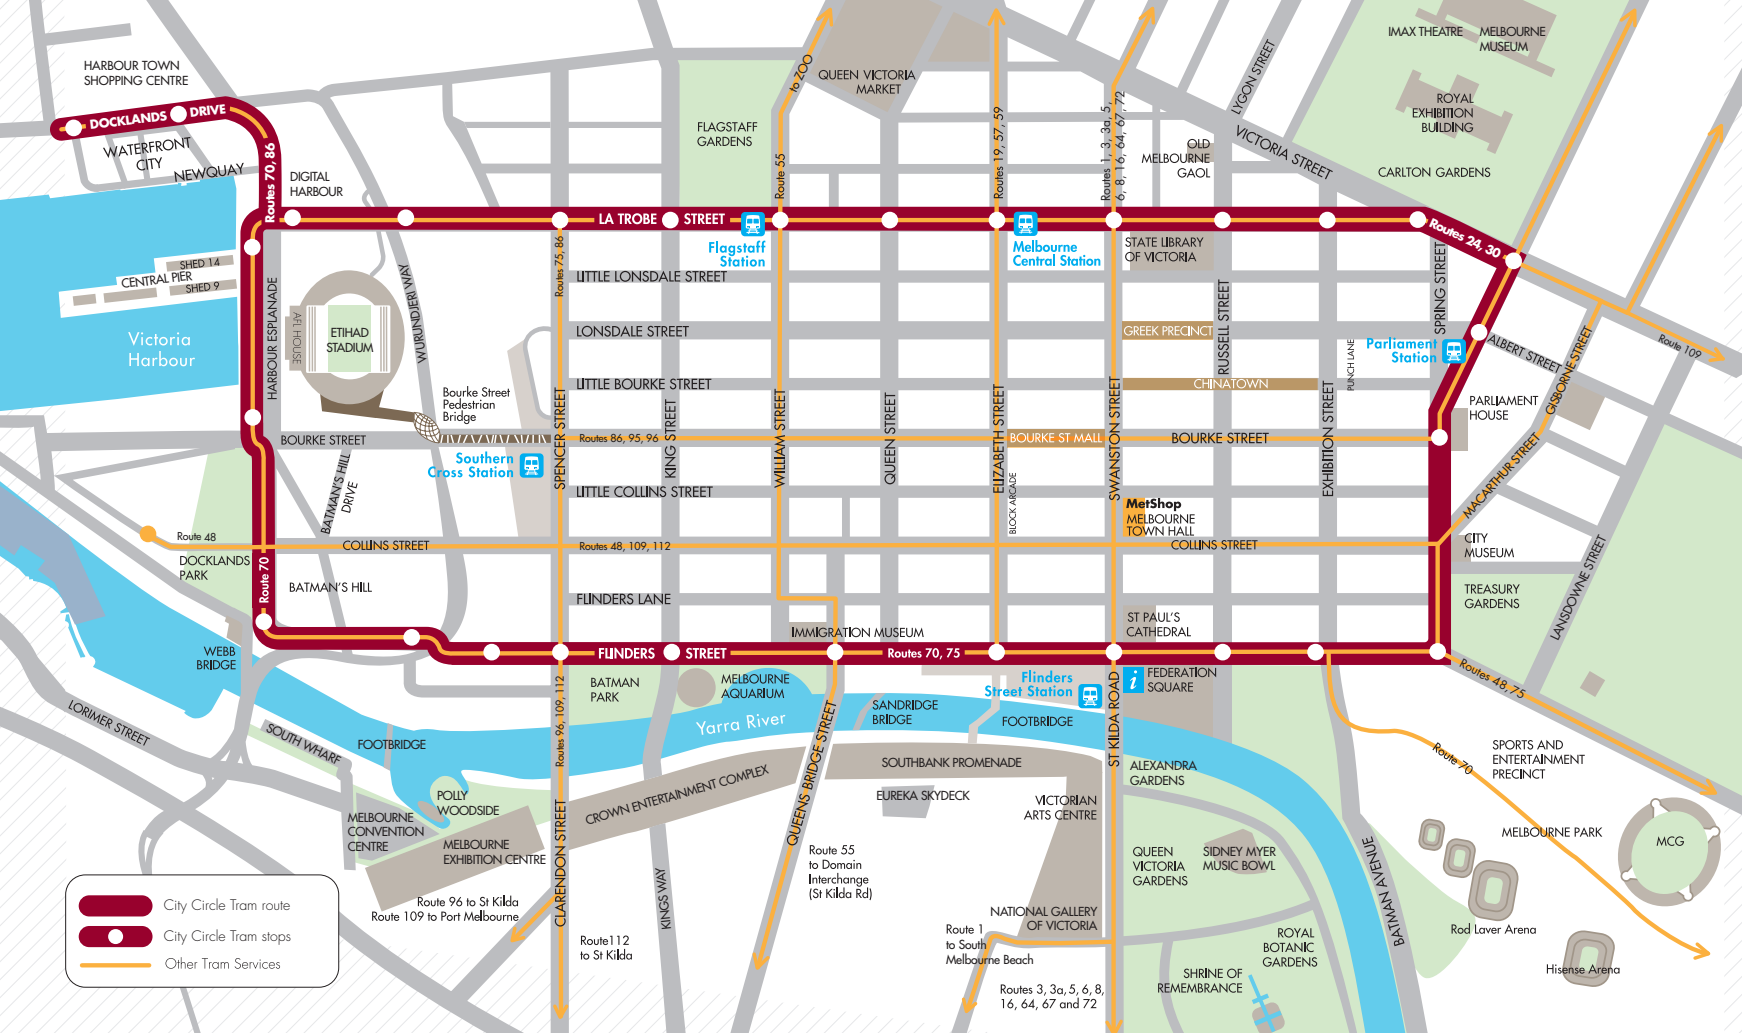 HARBOUR TOWN
SHOPPING CENTRE
DOCKLANDS DRIVE
WATERFRONT
CITY
NEWQUAY
Routes 70, 86
DIGITAL
HARBOUR
to ZOO
QUEEN VICTORIA
MARKET
FLAGSTAFF
GARDENS
Route 55
Routes 19, 57, 59
Routes 1, 3, 3a, 5,
6, 8, 16, 64, 67, 72
OLD
MELBOURNE
GAOL
LYGON STREET
VICTORIA STREET
IMAX THEATRE
MELBOURNE
MUSEUM
ROYAL
EXHIBITION
BUILDING
CARLTON GARDENS
LA TROBE STREET
Routes 24, 30
Flagstaff
Station
Melbourne
Central Station
STATE LIBRARY
OF VICTORIA
SHED 14
CENTRAL PIER
SHED 9
Victoria
Harbour
HARBOUR ESPLANADE
AFL HOUSE
ETIHAD
STADIUM
WURUNDJERI WAY
Routes 75, 86
LITTLE LONSDALE STREET
LONSDALE STREET
GREEK PRECINCT
RUSSELL STREET
SPRING STREET
Parliament
Station
ALBERT STREET
GISBORNE STREET
Route 109
LITTLE BOURKE STREET
CHINATOWN
PUNCH LANE
PARLIAMENT
HOUSE
Bourke Street
Pedestrian
Bridge
BOURKE STREET
Routes 86, 95, 96
BOURKE ST MALL
BOURKE STREET
Southern
Cross Station
SPENCER STREET
KING STREET
WILLIAM STREET
QUEEN STREET
ELIZABETH STREET
SWANSTON STREET
EXHIBITION STREET
MACARTHUR STREET
BATMAN'S HILL
DRIVE
LITTLE COLLINS STREET
BLOCK ARCADE
MetShop
MELBOURNE
TOWN HALL
Route 48
COLLINS STREET
Routes 48, 109, 112
COLLINS STREET
CITY
MUSEUM
DOCKLANDS
PARK
Route 70
BATMAN'S HILL
FLINDERS LANE
TREASURY
GARDENS
LANSDOWNE STREET
IMMIGRATION MUSEUM
ST PAUL'S
CATHEDRAL
WEBB
BRIDGE
FLINDERS STREET
Routes 70, 75
Routes 48, 75
BATMAN
PARK
MELBOURNE
AQUARIUM
Flinders
Street Station
i
FEDERATION
SQUARE
Yarra River
SANDRIDGE
BRIDGE
FOOTBRIDGE
LORIMER STREET
SOUTH WHARF
FOOTBRIDGE
Routes 96, 109, 112
QUEENS BRIDGE STREET
ST KILDA ROAD
Route 70
SPORTS AND
ENTERTAINMENT
PRECINCT
SOUTHBANK PROMENADE
ALEXANDRA
GARDENS
CROWN ENTERTAINMENT COMPLEX
POLLY
WOODSIDE
EUREKA SKYDECK
VICTORIAN
ARTS CENTRE
MELBOURNE
CONVENTION
CENTRE
MELBOURNE
EXHIBITION CENTRE
CLARENDON STREET
KINGS WAY
Route 55
to Domain
Interchange
(St Kilda Rd)
QUEEN
VICTORIA
GARDENS
SIDNEY MYER
MUSIC BOWL
BATMAN AVENUE
MELBOURNE PARK
MCG
Route 96 to St Kilda
Route 109 to Port Melbourne
Route112
to St Kilda
NATIONAL GALLERY
OF VICTORIA
Route 1
to South
Melbourne Beach
Routes 3, 3a, 5, 6, 8,
16, 64, 67 and 72
ROYAL
BOTANIC
GARDENS
SHRINE OF
REMEMBRANCE
Rod Laver Arena
Hisense Arena
City Circle Tram route
City Circle Tram stops
Other Tram Services